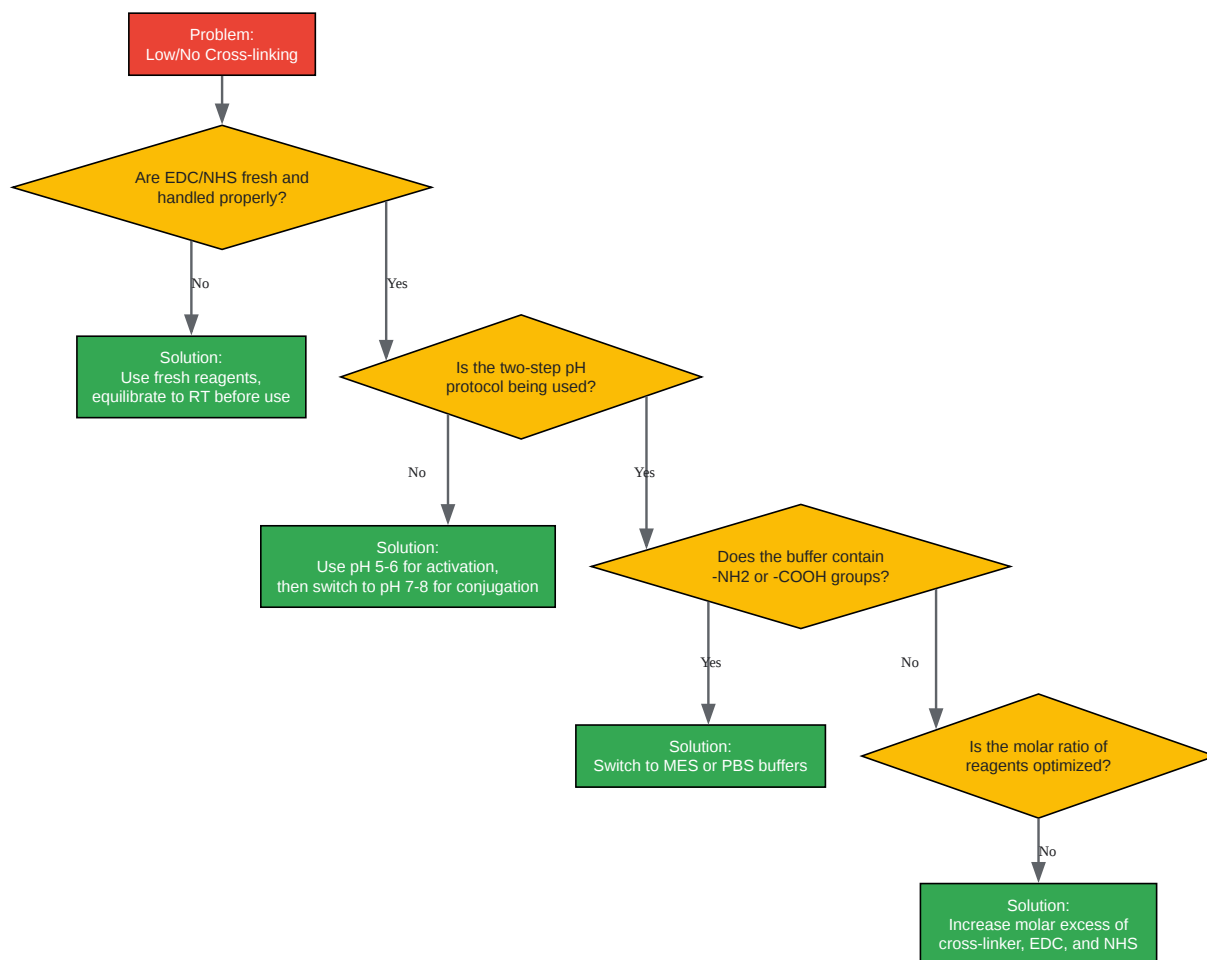 Problem:
Low/No Cross-linking
Are EDC/NHS fresh and
handled properly?
No
Yes
Solution:
Use fresh reagents,
equilibrate to RT before use
Is the two-step pH
protocol being used?
No
Yes
Solution:
Use pH 5-6 for activation,
then switch to pH 7-8 for conjugation
Does the buffer contain
-NH2 or -COOH groups?
Yes
No
Solution:
Switch to MES or PBS buffers
Is the molar ratio of
reagents optimized?
No
Solution:
Increase molar excess of
cross-linker, EDC, and NHS